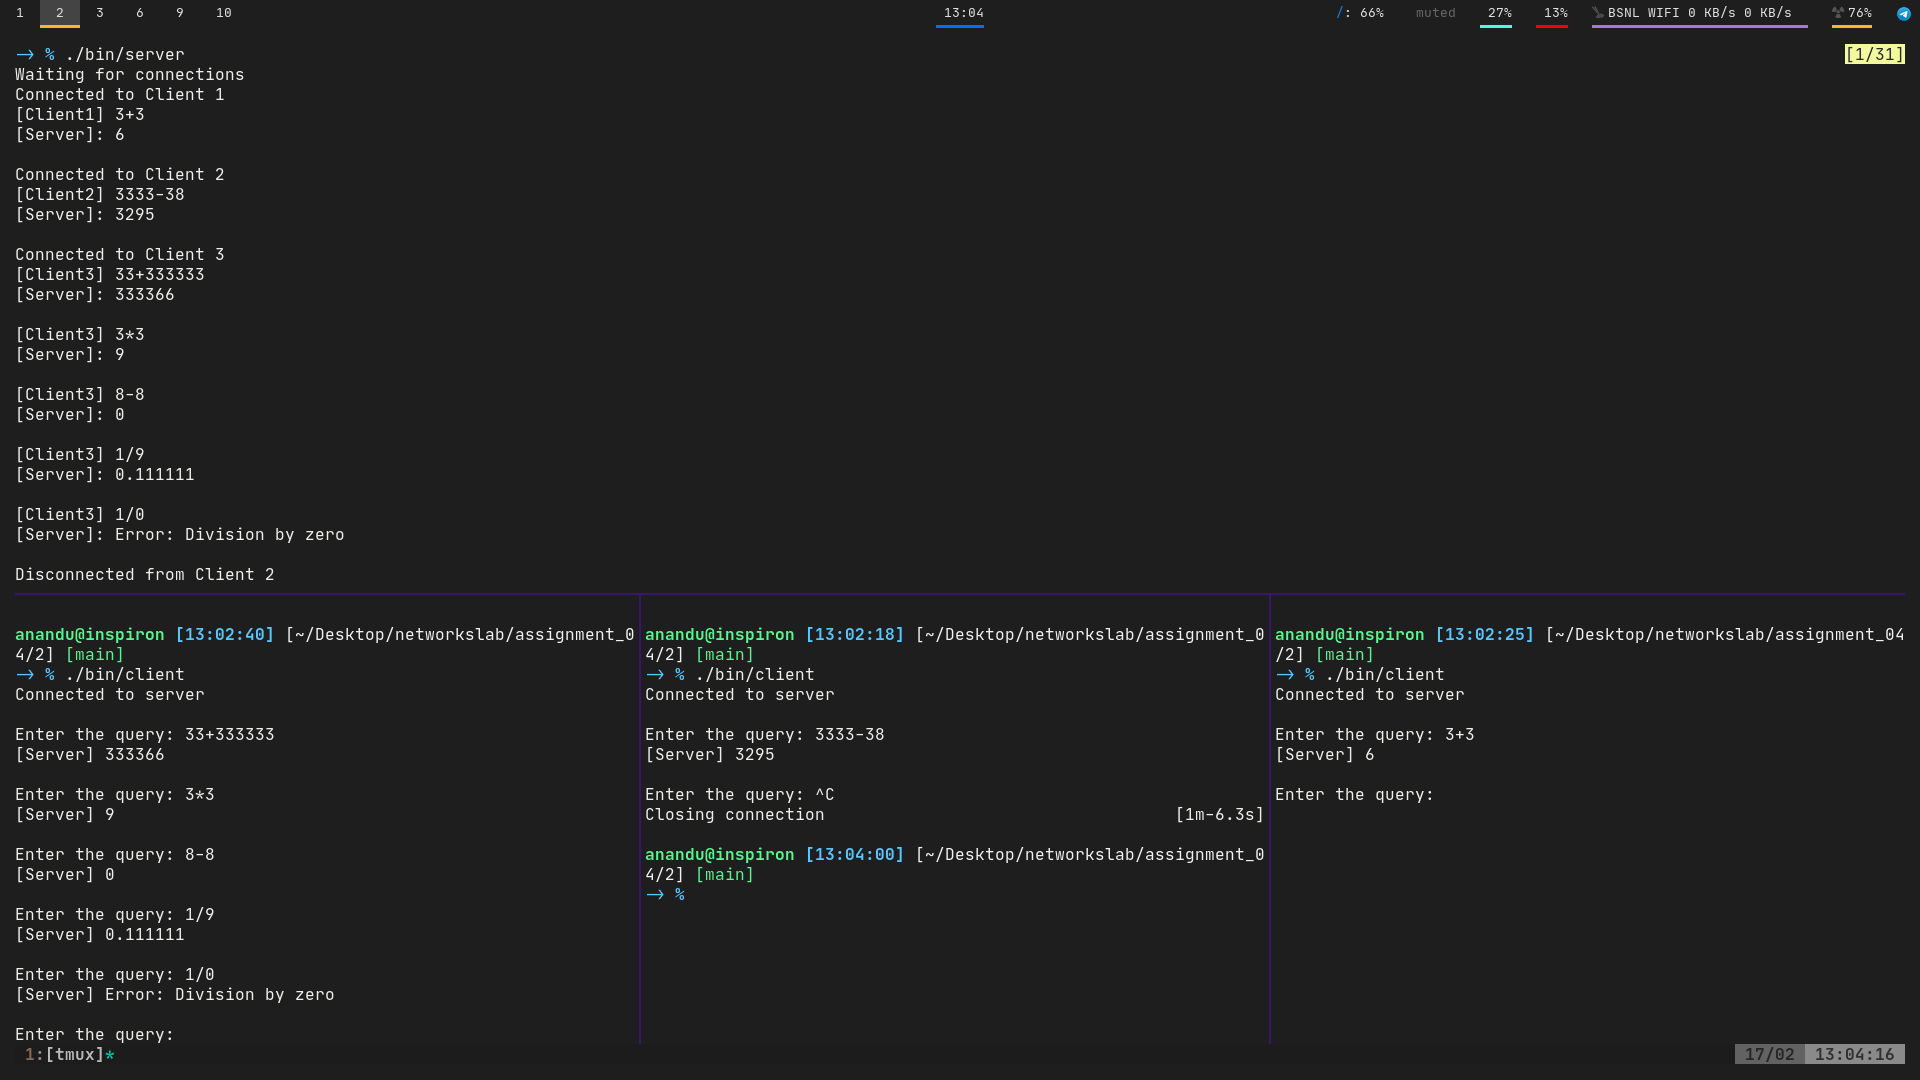 1 2 3 6 9 10 13:04 /: 66% muted 27% 13% BSNL WIFI 0 KB/s 0 KB/s 76%
→ % ./bin/server [1/31]
Waiting for connections
Connected to Client 1
[Client1] 3+3
[Server]: 6
Connected to Client 2
[Client2] 3333-38
[Server]: 3295
Connected to Client 3
[Client3] 33+333333
[Server]: 333366
[Client3] 3*3
[Server]: 9
[Client3] 8-8
[Server]: 0
[Client3] 1/9
[Server]: 0.111111
[Client3] 1/0
[Server]: Error: Division by zero
Disconnected from Client 2
anandu@inspiron [13:02:40] [~/Desktop/networkslab/assignment_0
4/2] [main]
→ % ./bin/client
Connected to server
Enter the query: 33+333333
[Server] 333366
Enter the query: 3*3
[Server] 9
Enter the query: 8-8
[Server] 0
Enter the query: 1/9
[Server] 0.111111
Enter the query: 1/0
[Server] Error: Division by zero
Enter the query:
anandu@inspiron [13:02:18] [~/Desktop/networkslab/assignment_0
4/2] [main]
→ % ./bin/client
Connected to server
Enter the query: 3333-38
[Server] 3295
Enter the query: ^C
Closing connection [1m-6.3s]
anandu@inspiron [13:04:00] [~/Desktop/networkslab/assignment_0
4/2] [main]
→ %
anandu@inspiron [13:02:25] [~/Desktop/networkslab/assignment_04
/2] [main]
→ % ./bin/client
Connected to server
Enter the query: 3+3
[Server] 6
Enter the query:
1:[tmux]* 17/02 13:04:16